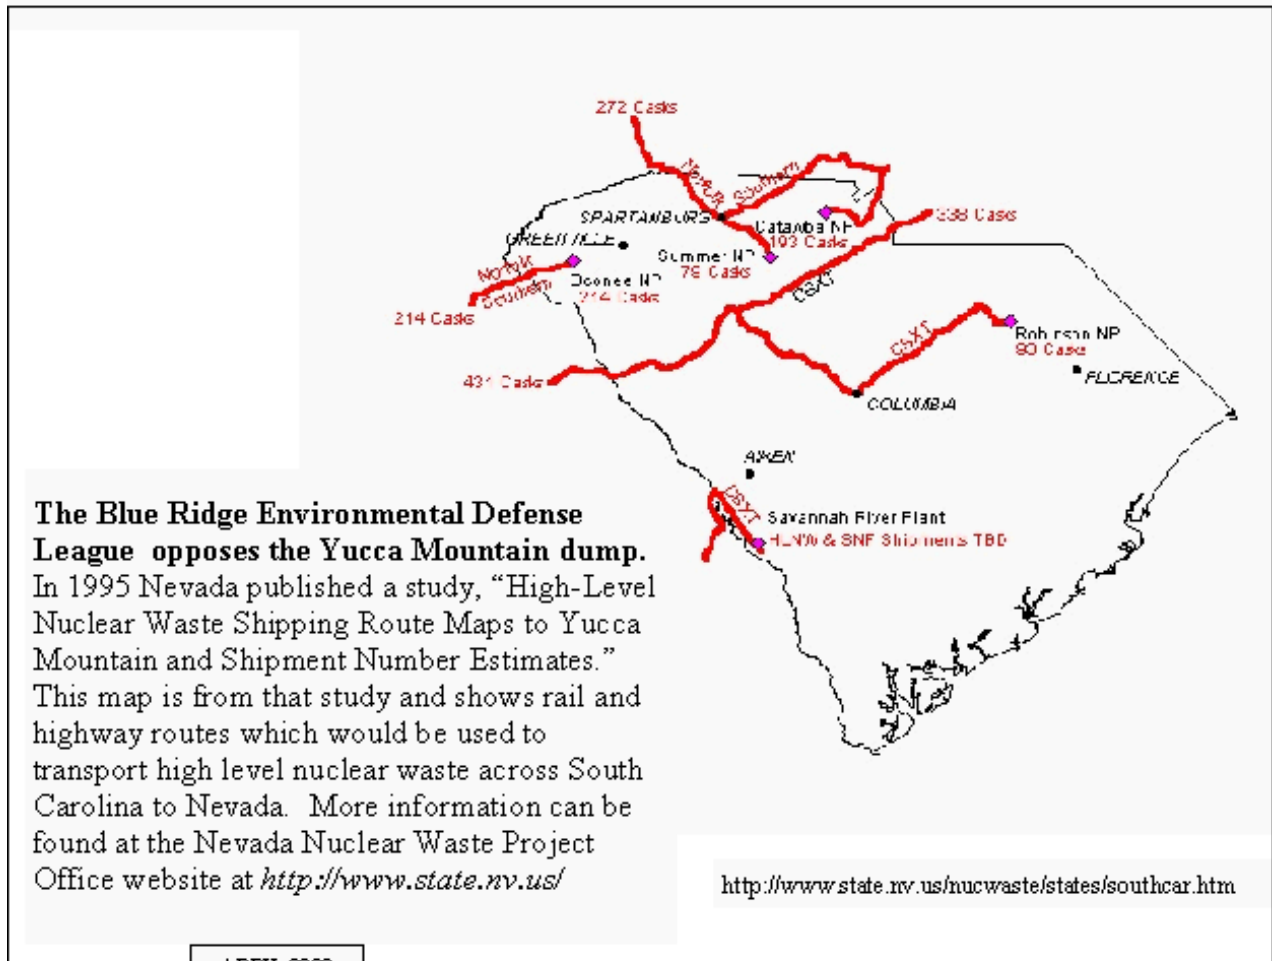 272 Casks
Norfolk Southern
SPARTANBURG
Catawba NP
193 Casks
338 Casks
GREENVILLE
Summer NP
79 Casks
Norfolk
Southern
Oconee NP
214 Casks
CSXT
214 Casks
CSXT
Robinson NP
Casks
431 Casks
FLORENCE
COLUMBIA
AIKEN
CSXT
Savannah River Plant
& SNF Shipments TBD
The Blue Ridge Environmental Defense
League opposes the Yucca Mountain dump.
In 1995 Nevada published a study, “High-Level
Nuclear Waste Shipping Route Maps to Yucca
Mountain and Shipment Number Estimates.”
This map is from that study and shows rail and
highway routes which would be used to
transport high level nuclear waste across South
Carolina to Nevada. More information can be
found at the Nevada Nuclear Waste Project
Office website at http://www.state.nv.us/
http://www.state.nv.us/nucwaste/states/southcar.htm